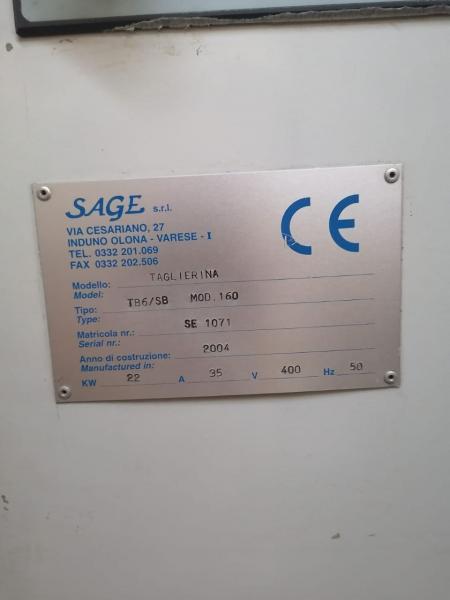 SAGE s.r.l.
VIA CESARIANO, 27
INDUNO OLONA - VARESE - I
TEL. 0332 201.069
FAX 0332 202.506
CE
Modello: TAGLIERINA
Model:
Tipo: TB6/SB MOD.160
Type:
Matricola nr.: SE 1071
Serial nr.:
Anno di costruzione: 2004
Manufactured in:
KW 22 A 35 V 400 Hz 50